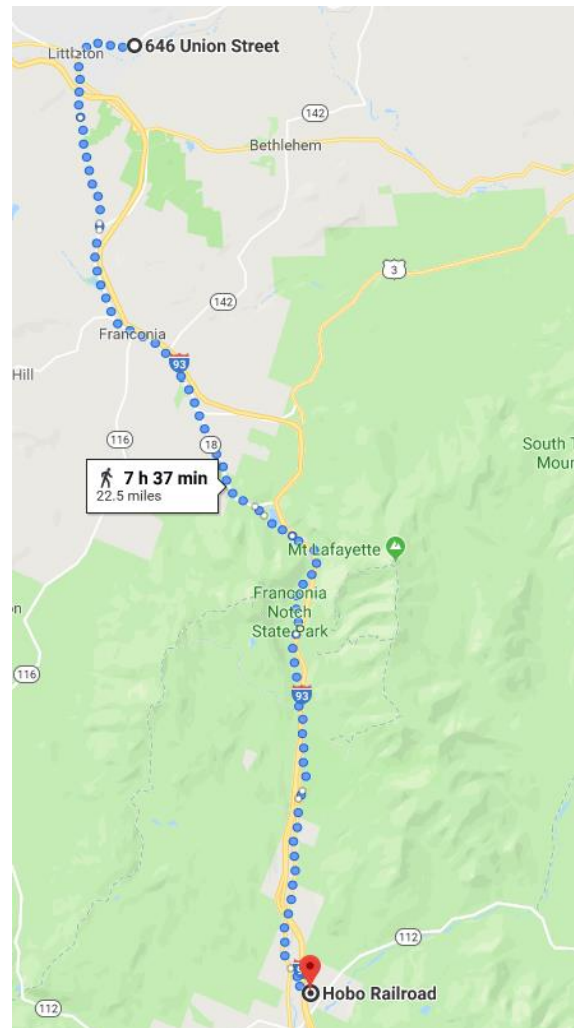 646 Union Street
Littleton
142
Bethlehem
3
142
Franconia
93
Hill
116
18
South T
Moun
7 h 37 min
22.5 miles
Mt Lafayette
Franconia
Notch
State Park
on
116
93
112
112
Hobo Railroad